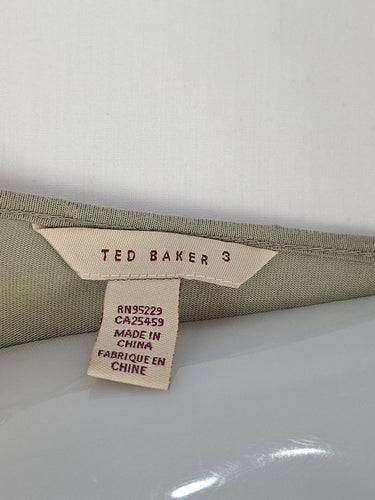 TED BAKER 3
RN95229
CA25459
MADE IN
CHINA
FABRIQUE EN
CHINE